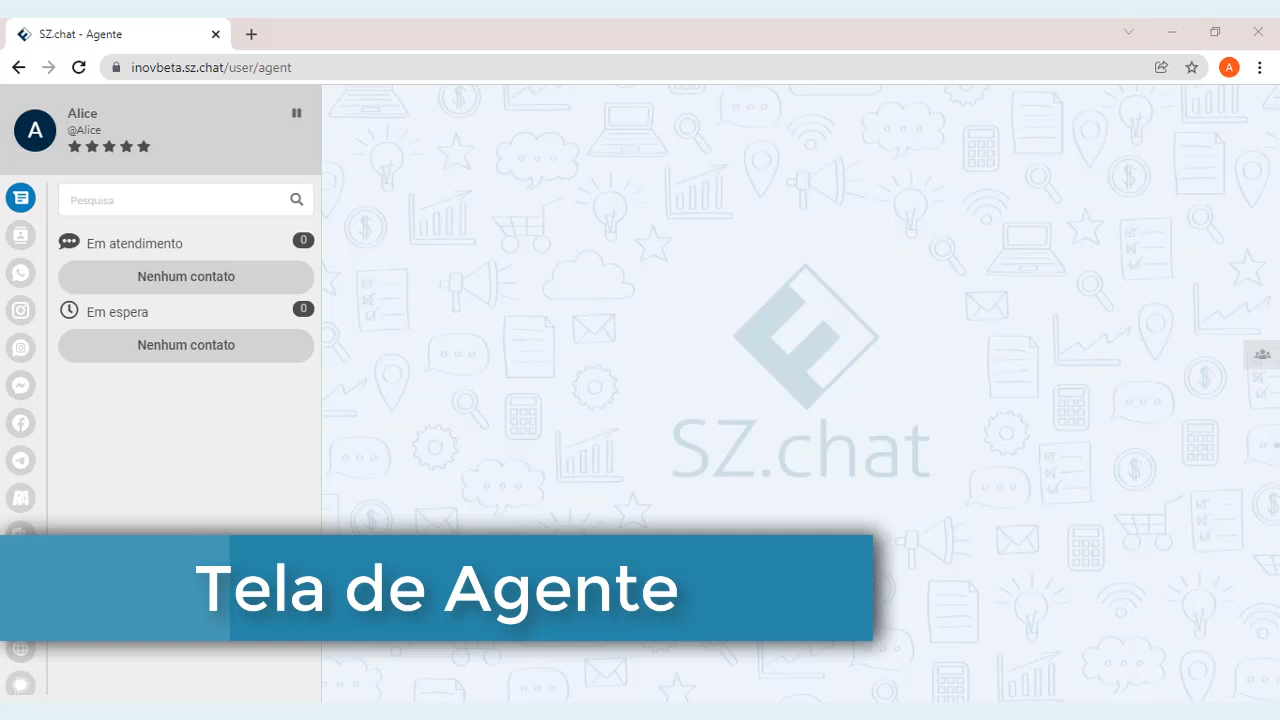 SZ.chat - Agente
inovbeta.sz.chat/user/agent
A
A
Alice
@Alice
Pesquisa
Em atendimento
0
Nenhum contato
Em espera
0
Nenhum contato
SZ.chat
Tela de Agente